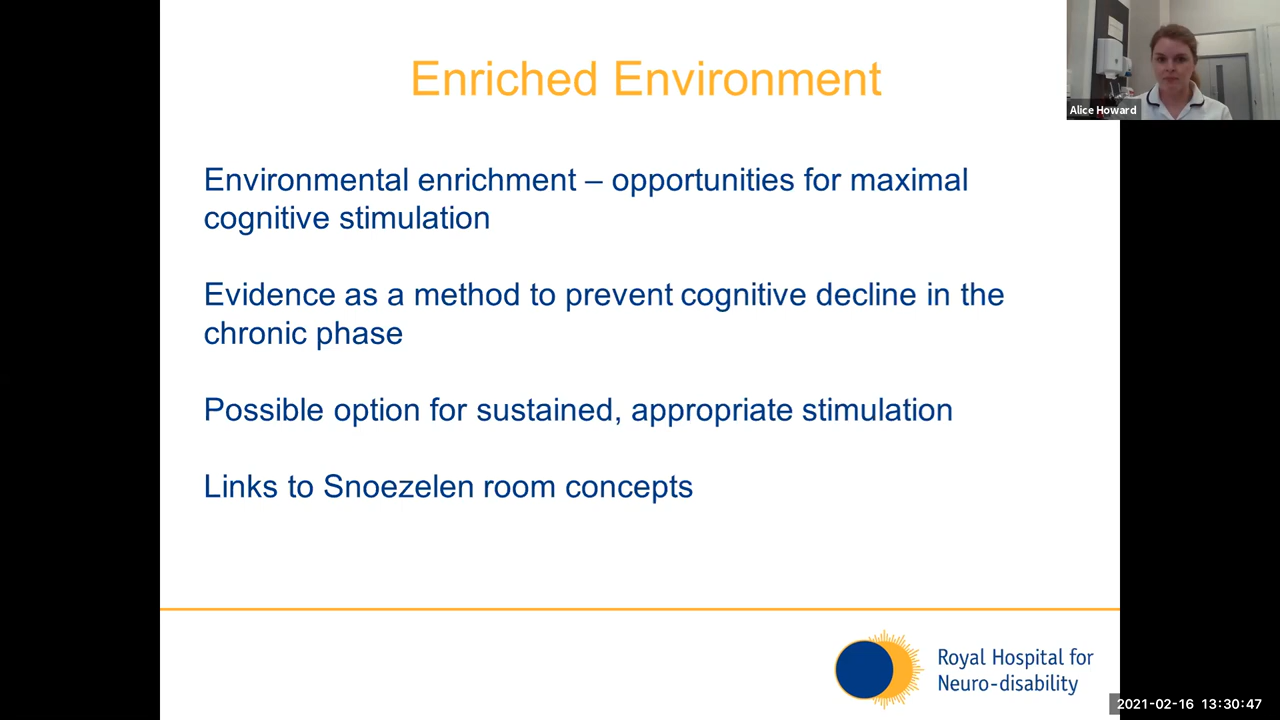 Enriched Environment
Alice Howard
Environmental enrichment – opportunities for maximal
cognitive stimulation
Evidence as a method to prevent cognitive decline in the
chronic phase
Possible option for sustained, appropriate stimulation
Links to Snoezelen room concepts
Royal Hospital for
Neuro-disability
2021-02-16 13:30:47